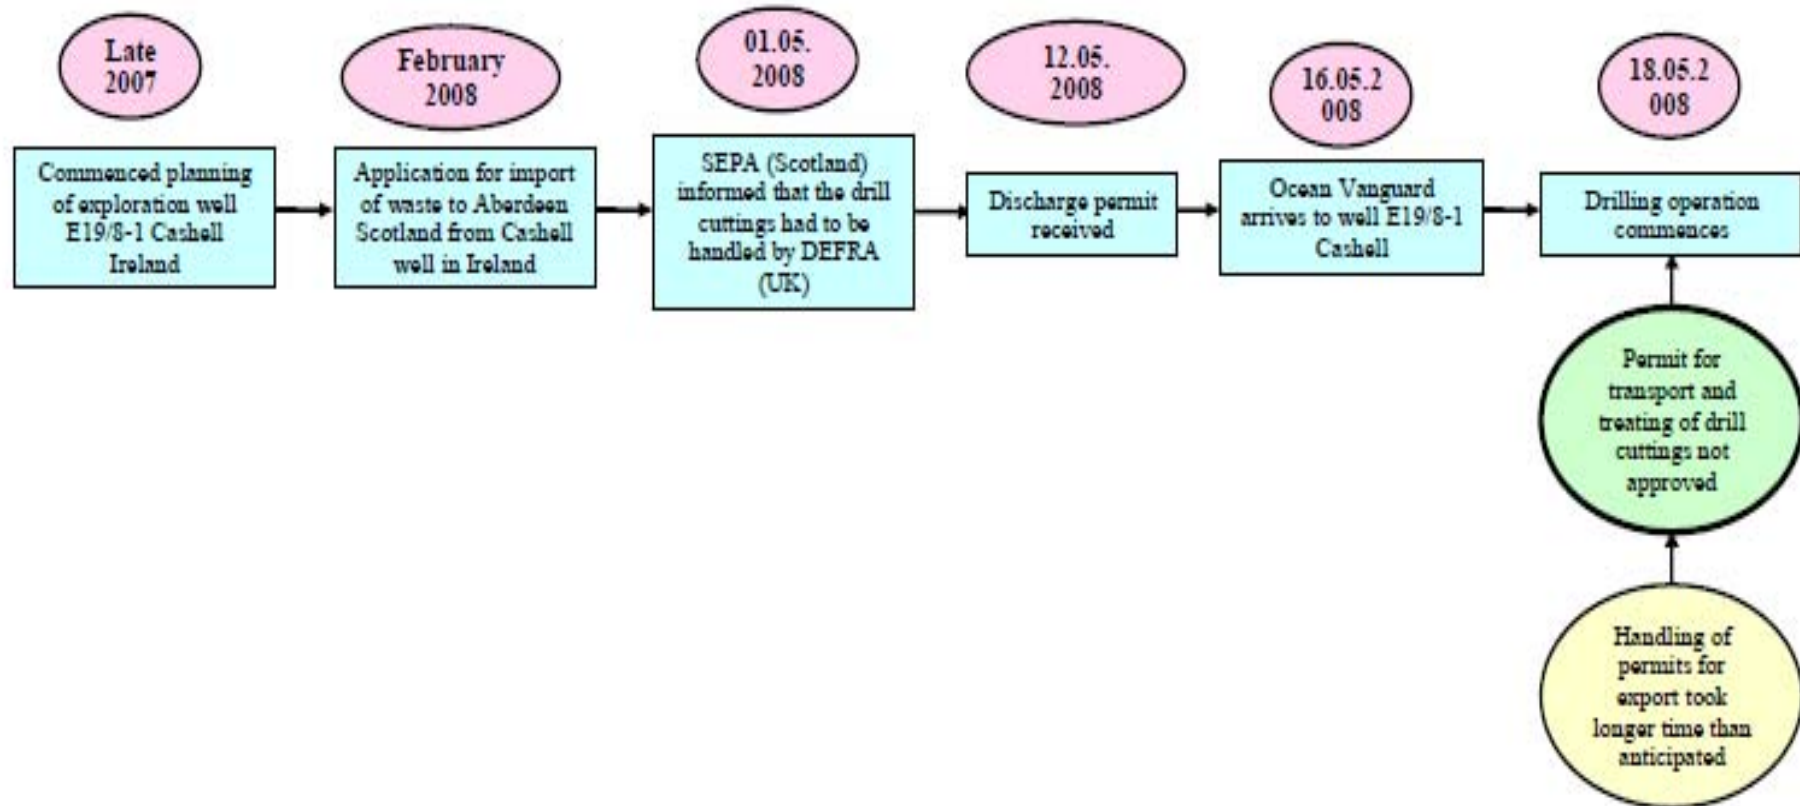 Late
2007
February
2008
01.05.
2008
12.05.
2008
16.05.2
008
18.05.2
008
Commenced planning
of exploration well
E19/8-1 Cashell
Ireland
Application for import
of waste to Aberdeen
Scotland from Cashell
well in Ireland
SEPA (Scotland)
informed that the drill
cuttings had to be
handled by DEFRA
(UK)
Discharge permit
received
Ocean Vanguard
arrives to well E19/8-1
Cashell
Drilling operation
commences
Permit for
transport and
treating of drill
cuttings not
approved
Handling of
permits for
export took
longer time than
anticipated